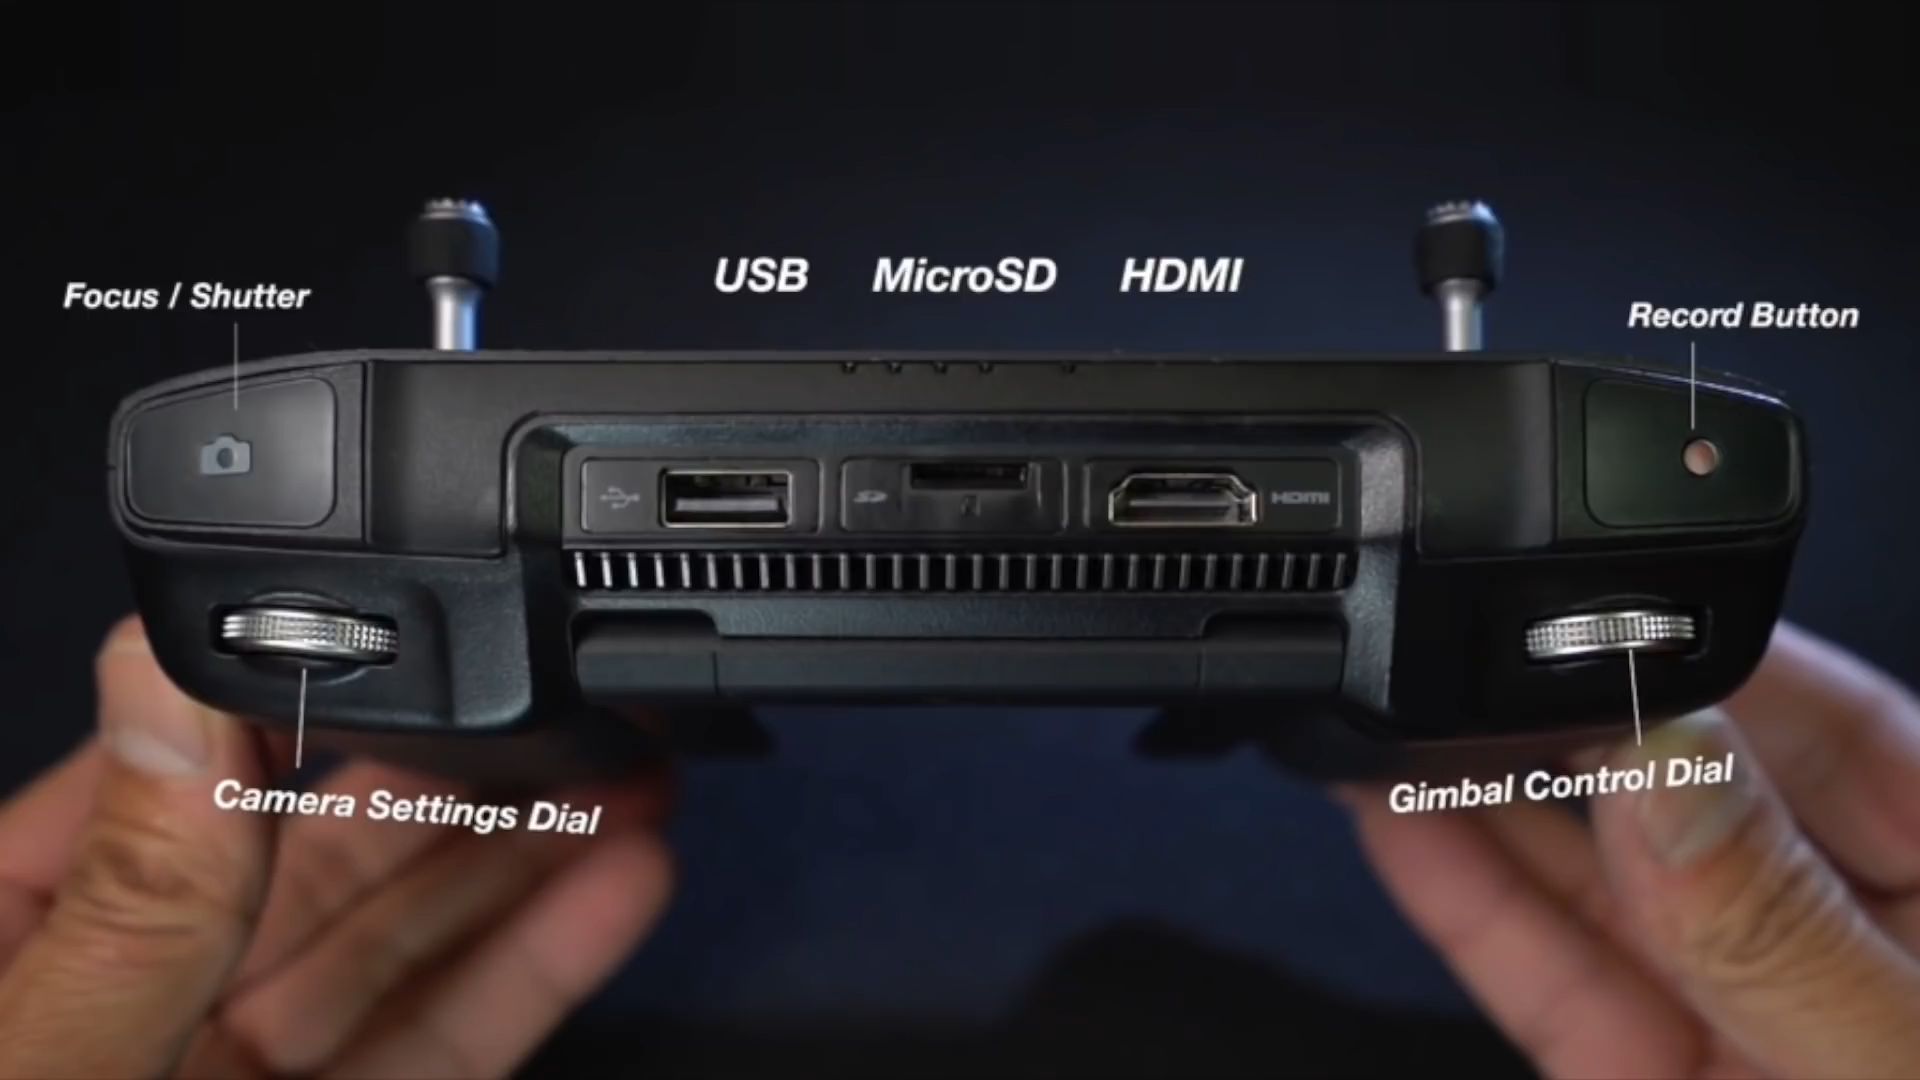 USB MicroSD HDMI
Focus / Shutter
Record Button
HDMI
Camera Settings Dial
Gimbal Control Dial